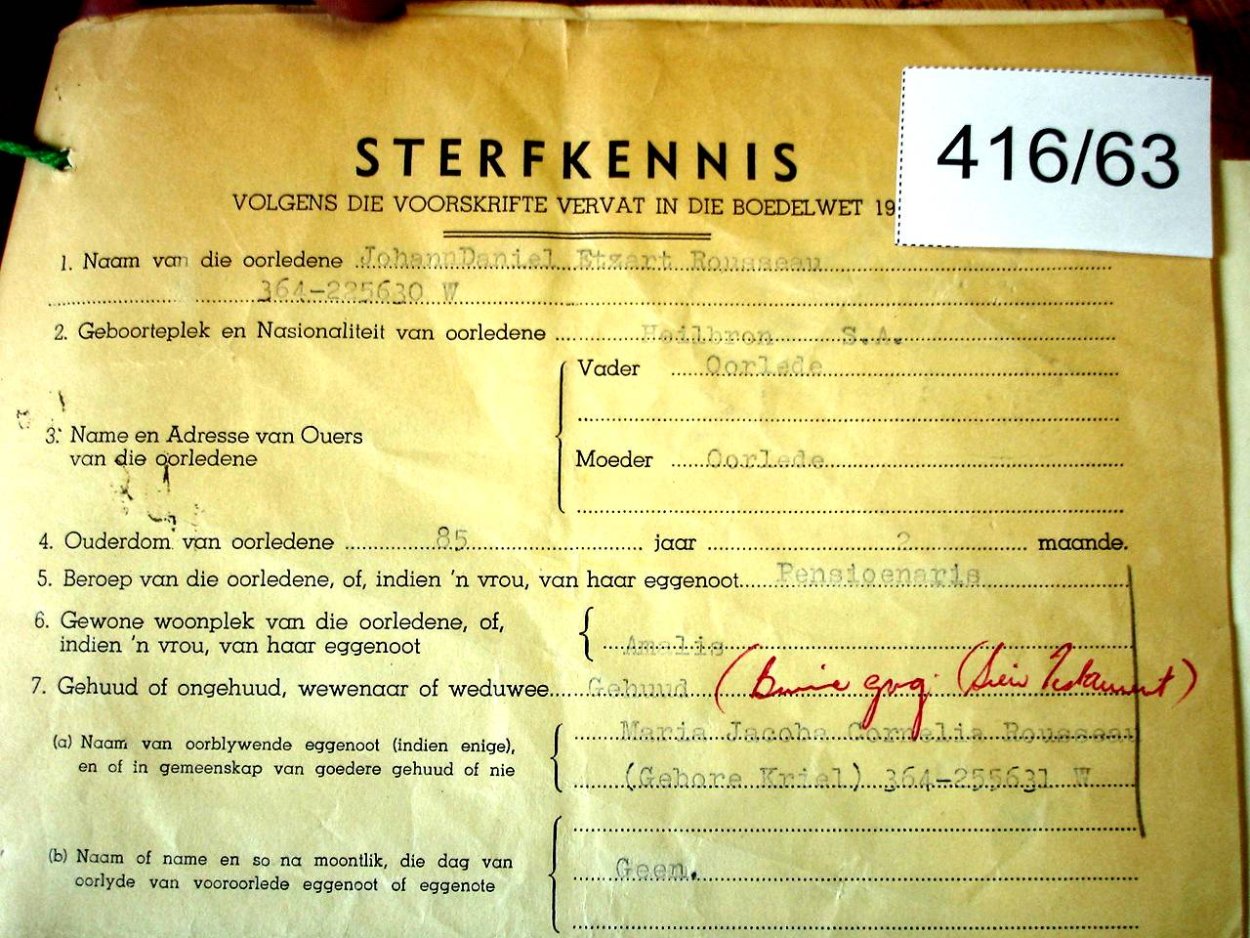 416/63
STERFKENNIS
VOLGENS DIE VOORSKRIFTE VERVAT IN DIE BOEDELWET 19
1. Naam van die oorledene JohannDaniel Etzart Rousseau
364-225630 W
2. Geboorteplek en Nasionaliteit van oorledene Heilbron S.A.
3. Name en Adresse van Ouers
van die oorledene
Vader Oorlede
Moeder Oorlede
4. Ouderdom van oorledene 85 jaar 2 maande.
5. Beroep van die oorledene, of, indien 'n vrou, van haar eggenoot Pensioenaris
6. Gewone woonplek van die oorledene, of,
indien 'n vrou, van haar eggenoot
Amalis
7. Gehuud of ongehuud, wewenaar of weduwee Gehuud (Binne gvg. (Sien Testament)
(a) Naam van oorblywende eggenoot (indien enige),
en of in gemeenskap van goedere gehuud of nie
Maria Jacoba Cornelia Rousseau
(Gebore Kriel) 364-255631 W
(b) Naam of name en so na moontlik, die dag van
oorlyde van vooroorlede eggenoot of eggenote
Geen.